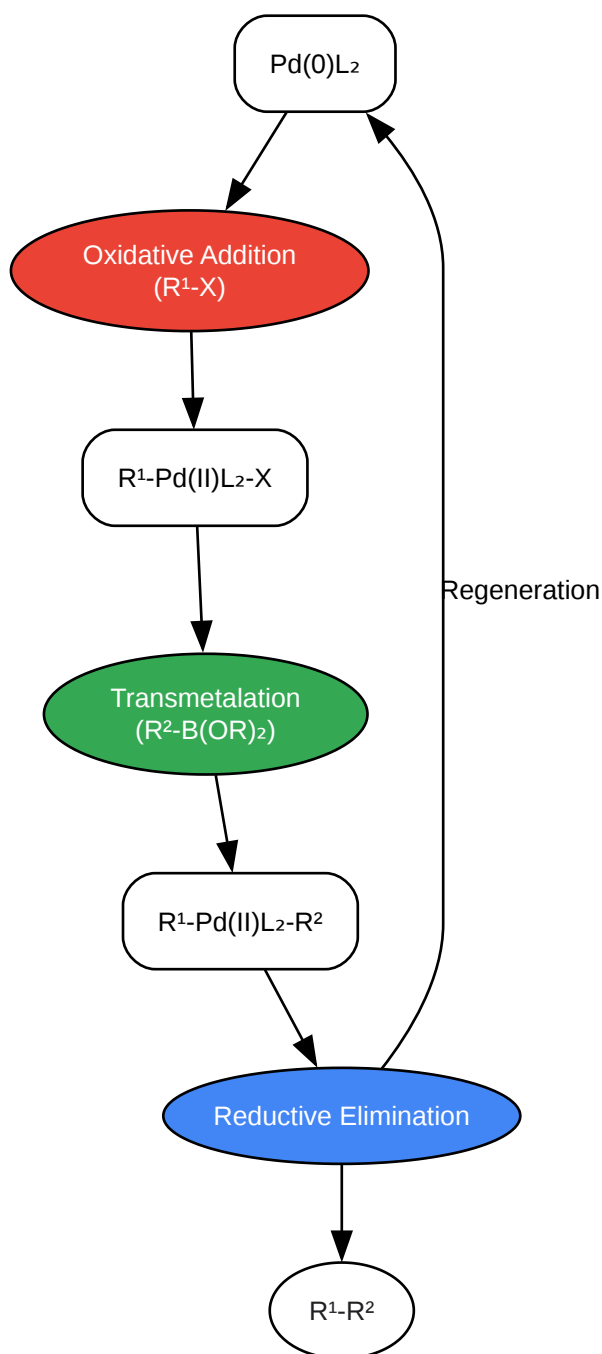 Pd(0)L₂
Oxidative Addition
(R¹-X)
R¹-Pd(II)L₂-X
Regeneration
Transmetalation
(R²-B(OR)₂)
R¹-Pd(II)L₂-R²
Reductive Elimination
R¹-R²